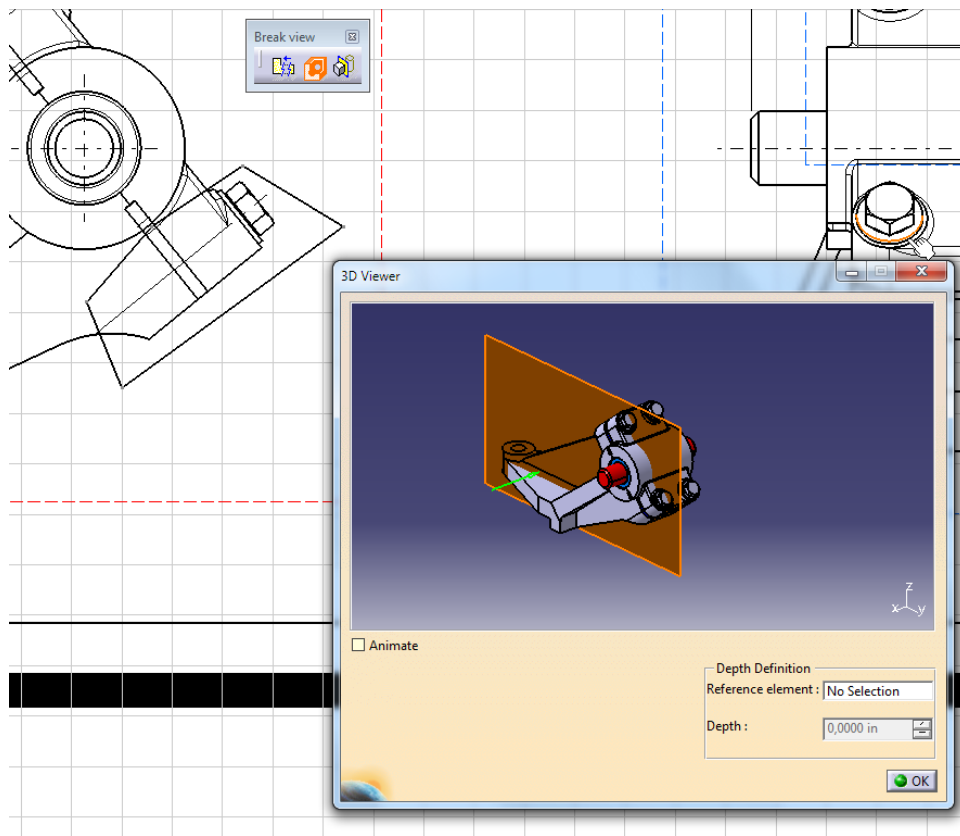 Break view
3D Viewer
z
x
y
Animate
Depth Definition
Reference element :
No Selection
Depth :
0,0000 in
OK